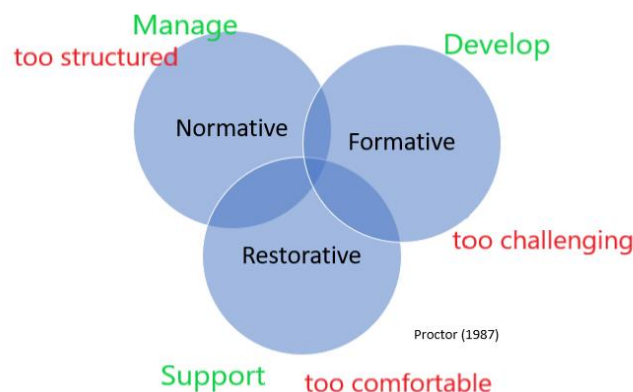 Manage
too structured
Develop
Normative
Formative
too challenging
Restorative
Proctor (1987)
Support
too comfortable